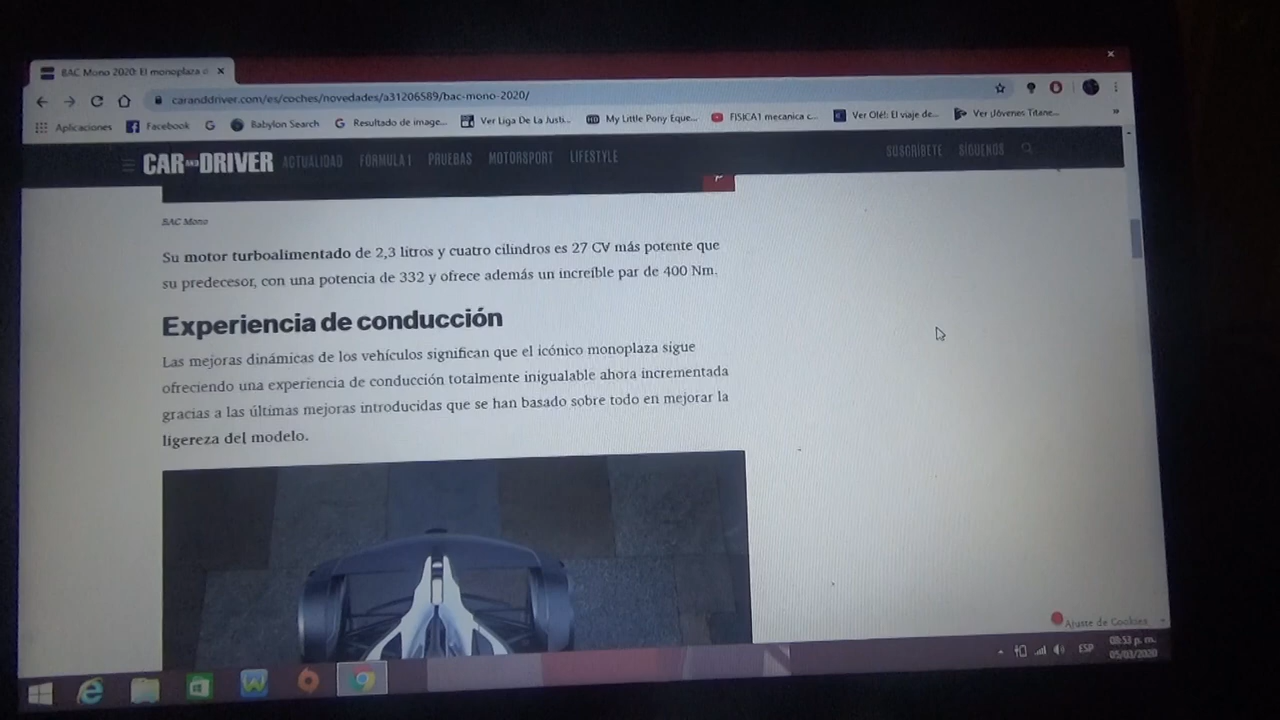 BAC Mono 2020: El monoplaza
caranddriver.com/es/coches/novedades/a31206589/bac-mono-2020/
Aplicaciones Facebook Babylon Search Resultado de image... Ver Liga De La Justi... My Little Pony Eque... FISICA1 mecanica c... Ver Olé!: El viaje de... Ver Jóvenes Titane...
CAR AND DRIVER ACTUALIDAD FÓRMULA 1 PRUEBAS MOTORSPORT LIFESTYLE SUSCRÍBETE SÍGUENOS
BAC Mono
Su motor turboalimentado de 2,3 litros y cuatro cilindros es 27 CV más potente que
su predecesor, con una potencia de 332 y ofrece además un increíble par de 400 Nm.
Experiencia de conducción
Las mejoras dinámicas de los vehículos significan que el icónico monoplaza sigue
ofreciendo una experiencia de conducción totalmente inigualable ahora incrementada
gracias a las últimas mejoras introducidas que se han basado sobre todo en mejorar la
ligereza del modelo.
Ajuste de Cookies
ESP
08:53 p. m.
05/03/2020